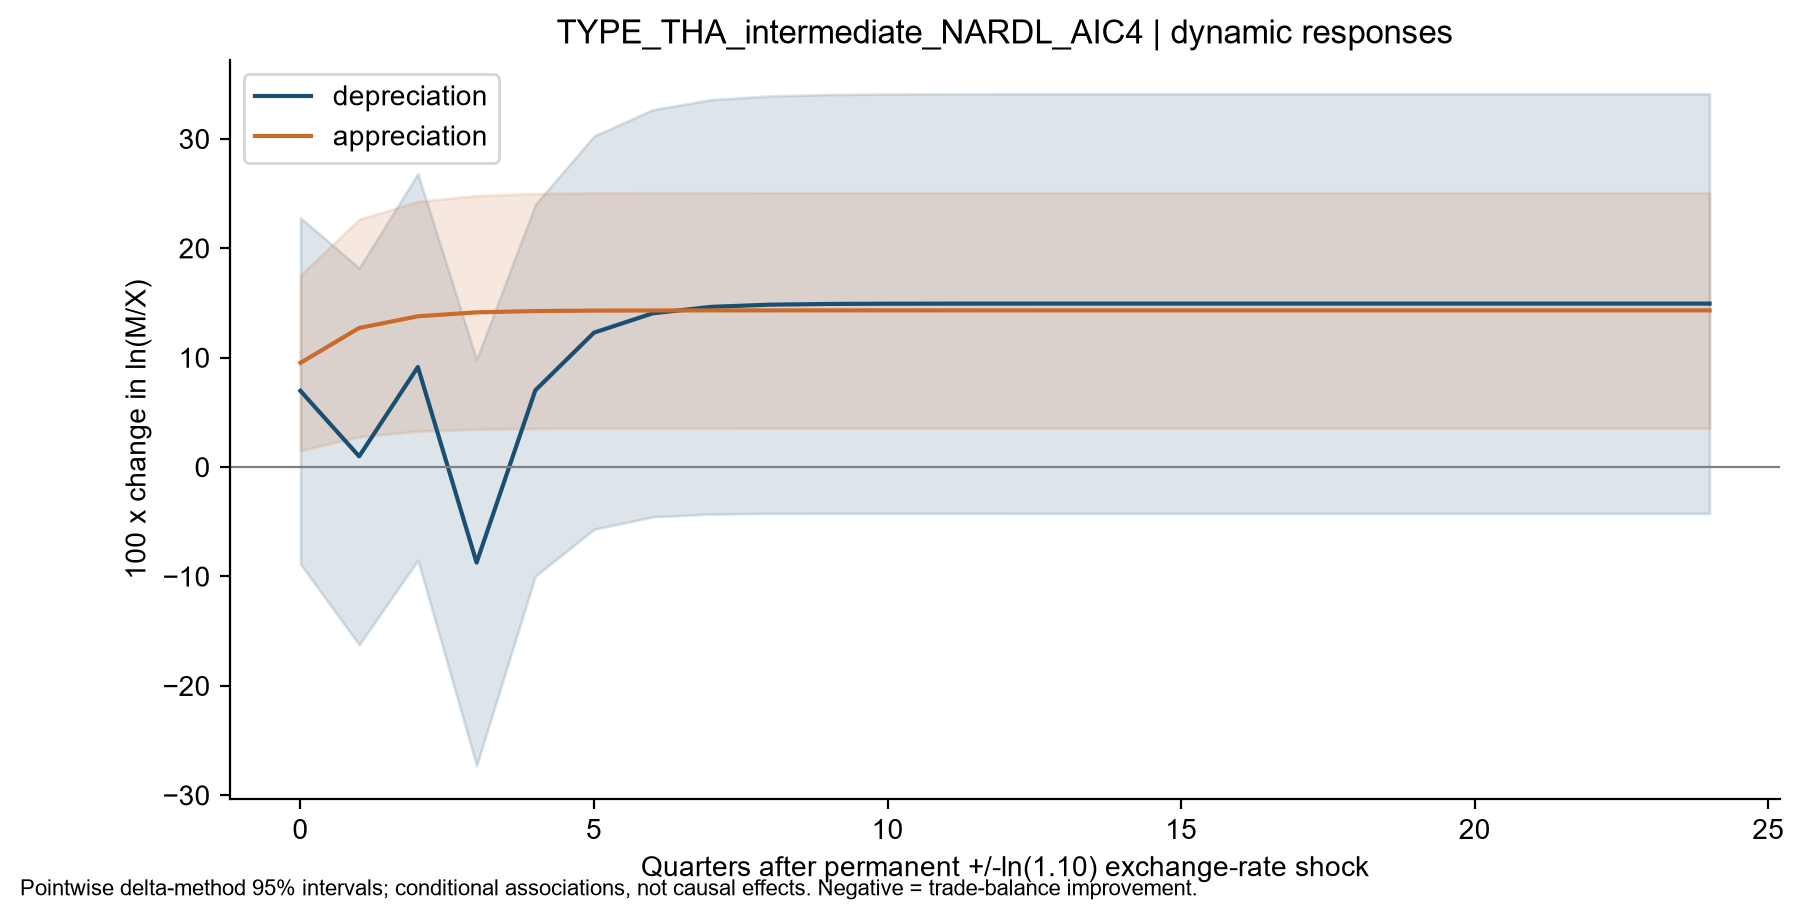 TYPE_THA_intermediate_NARDL_AIC4 | dynamic responses
depreciation
appreciation
100 x change in ln(M/X)
30
20
10
0
−10
−20
−30
0 5 10 15 20 25
Quarters after permanent +/-ln(1.10) exchange-rate shock
Pointwise delta-method 95% intervals; conditional associations, not causal effects. Negative = trade-balance improvement.